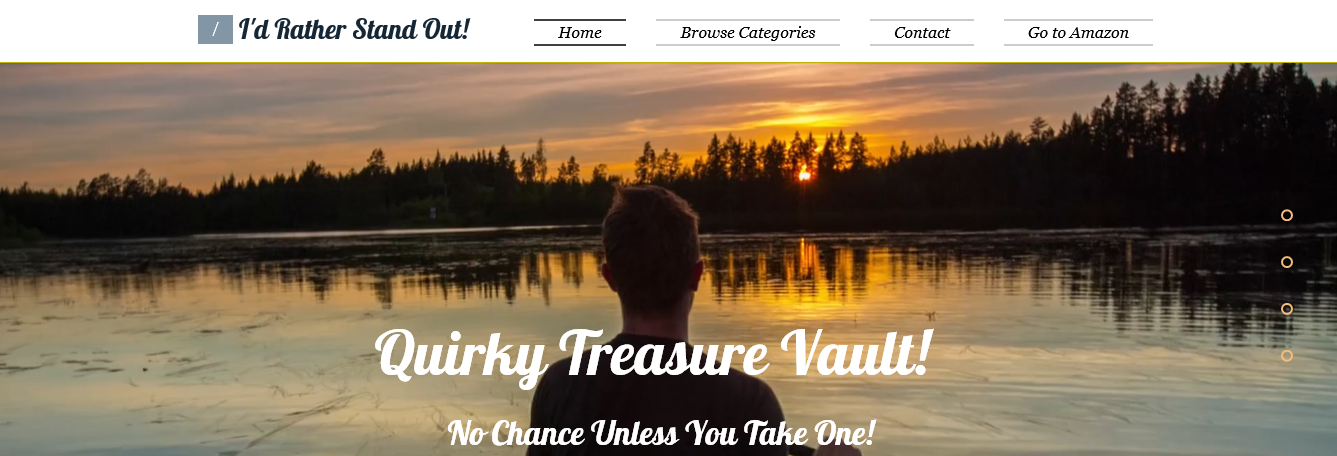 / I'd Rather Stand Out!
Home Browse Categories Contact Go to Amazon
Quirky Treasure Vault!
No Chance Unless You Take One!